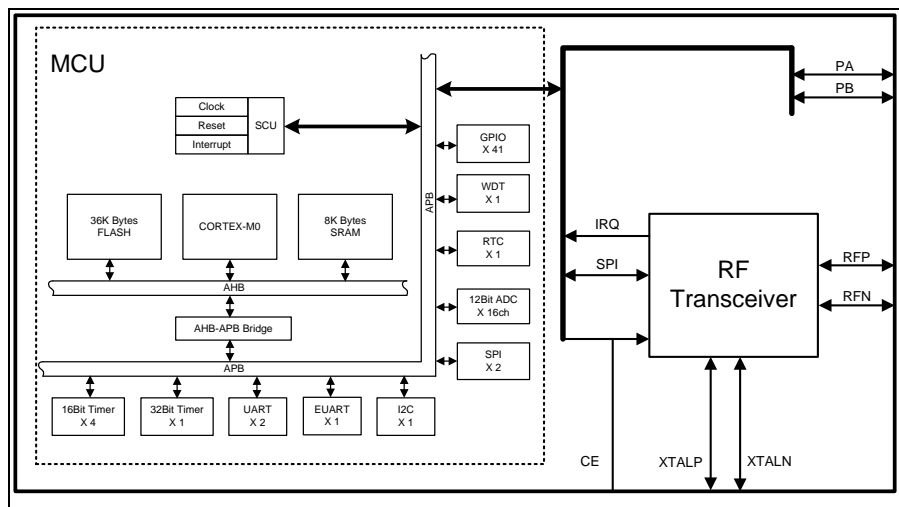 MCU
Clock
Reset
Interrupt
SCU
APB
GPIO
X 41
WDT
X 1
RTC
X 1
12Bit ADC
X 16ch
SPI
X 2
36K Bytes
FLASH
CORTEX-M0
8K Bytes
SRAM
AHB
AHB-APB Bridge
APB
16Bit Timer
X 4
32Bit Timer
X 1
UART
X 2
EUART
X 1
I2C
X 1
PA
PB
IRQ
SPI
RF
Transceiver
RFP
RFN
CE
XTALP
XTALN